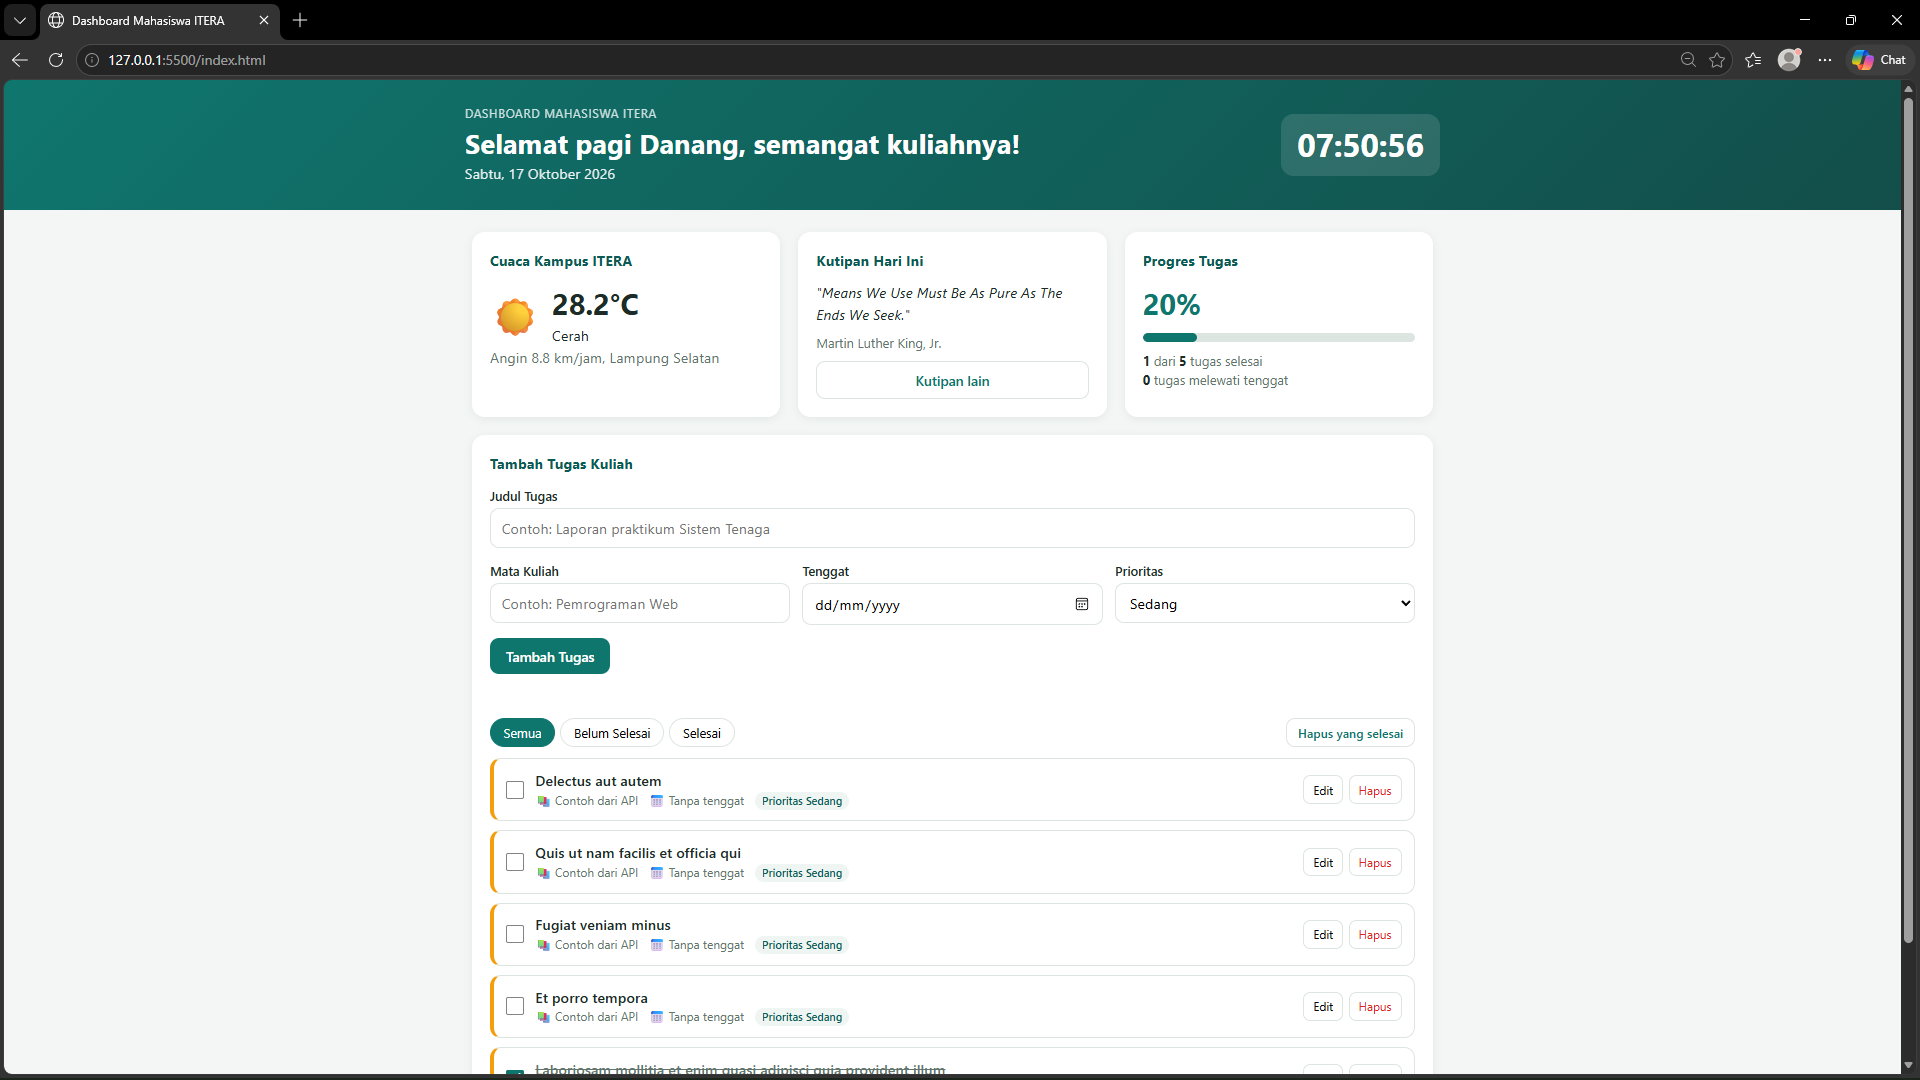 Dashboard Mahasiswa ITERA
127.0.0.1:5500/index.html
Chat
DASHBOARD MAHASISWA ITERA
Selamat pagi Danang, semangat kuliahnya!
Sabtu, 17 Oktober 2026
07:50:56
Cuaca Kampus ITERA
28.2°C
Cerah
Angin 8.8 km/jam, Lampung Selatan
Kutipan Hari Ini
"Means We Use Must Be As Pure As The
Ends We Seek."
Martin Luther King, Jr.
Kutipan lain
Progres Tugas
20%
1 dari 5 tugas selesai
0 tugas melewati tenggat
Tambah Tugas Kuliah
Judul Tugas
Contoh: Laporan praktikum Sistem Tenaga
Mata Kuliah
Contoh: Pemrograman Web
Tenggat
dd/mm/yyyy
Prioritas
Sedang
Tambah Tugas
Semua Belum Selesai Selesai Hapus yang selesai
Delectus aut autem
Contoh dari API Tanpa tenggat Prioritas Sedang
Edit Hapus
Quis ut nam facilis et officia qui
Contoh dari API Tanpa tenggat Prioritas Sedang
Edit Hapus
Fugiat veniam minus
Contoh dari API Tanpa tenggat Prioritas Sedang
Edit Hapus
Et porro tempora
Contoh dari API Tanpa tenggat Prioritas Sedang
Edit Hapus
Laboriosam mollitia et enim quasi adipisci quia provident illum